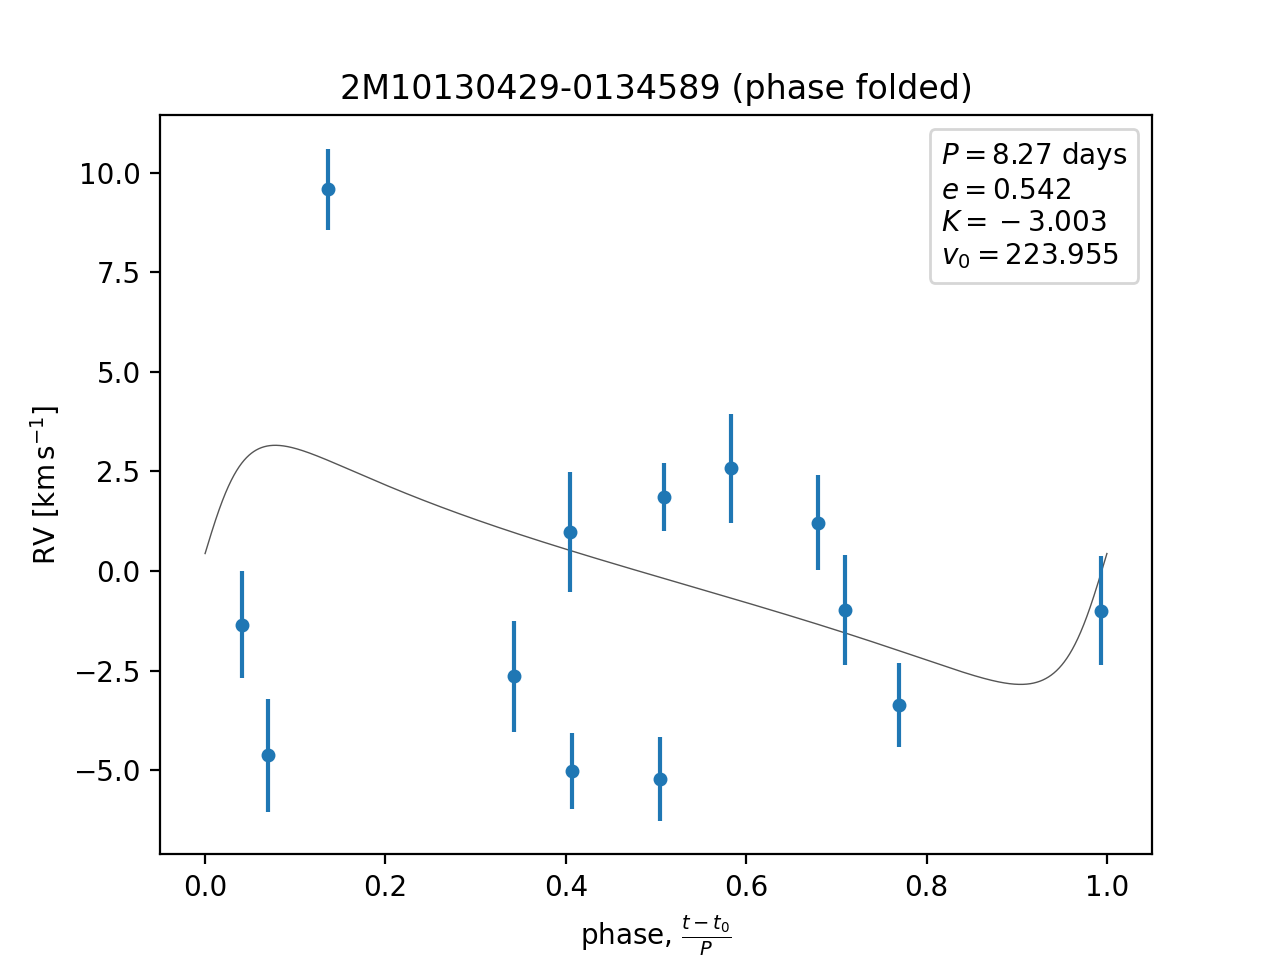 2M10130429-0134589 (phase folded)
P = 8.27 days
e = 0.542
K = −3.003
v₀ = 223.955
RV [km s⁻¹]
10.0
7.5
5.0
2.5
0.0
−2.5
−5.0
0.0 0.2 0.4 0.6 0.8 1.0
phase, (t − t₀)/P